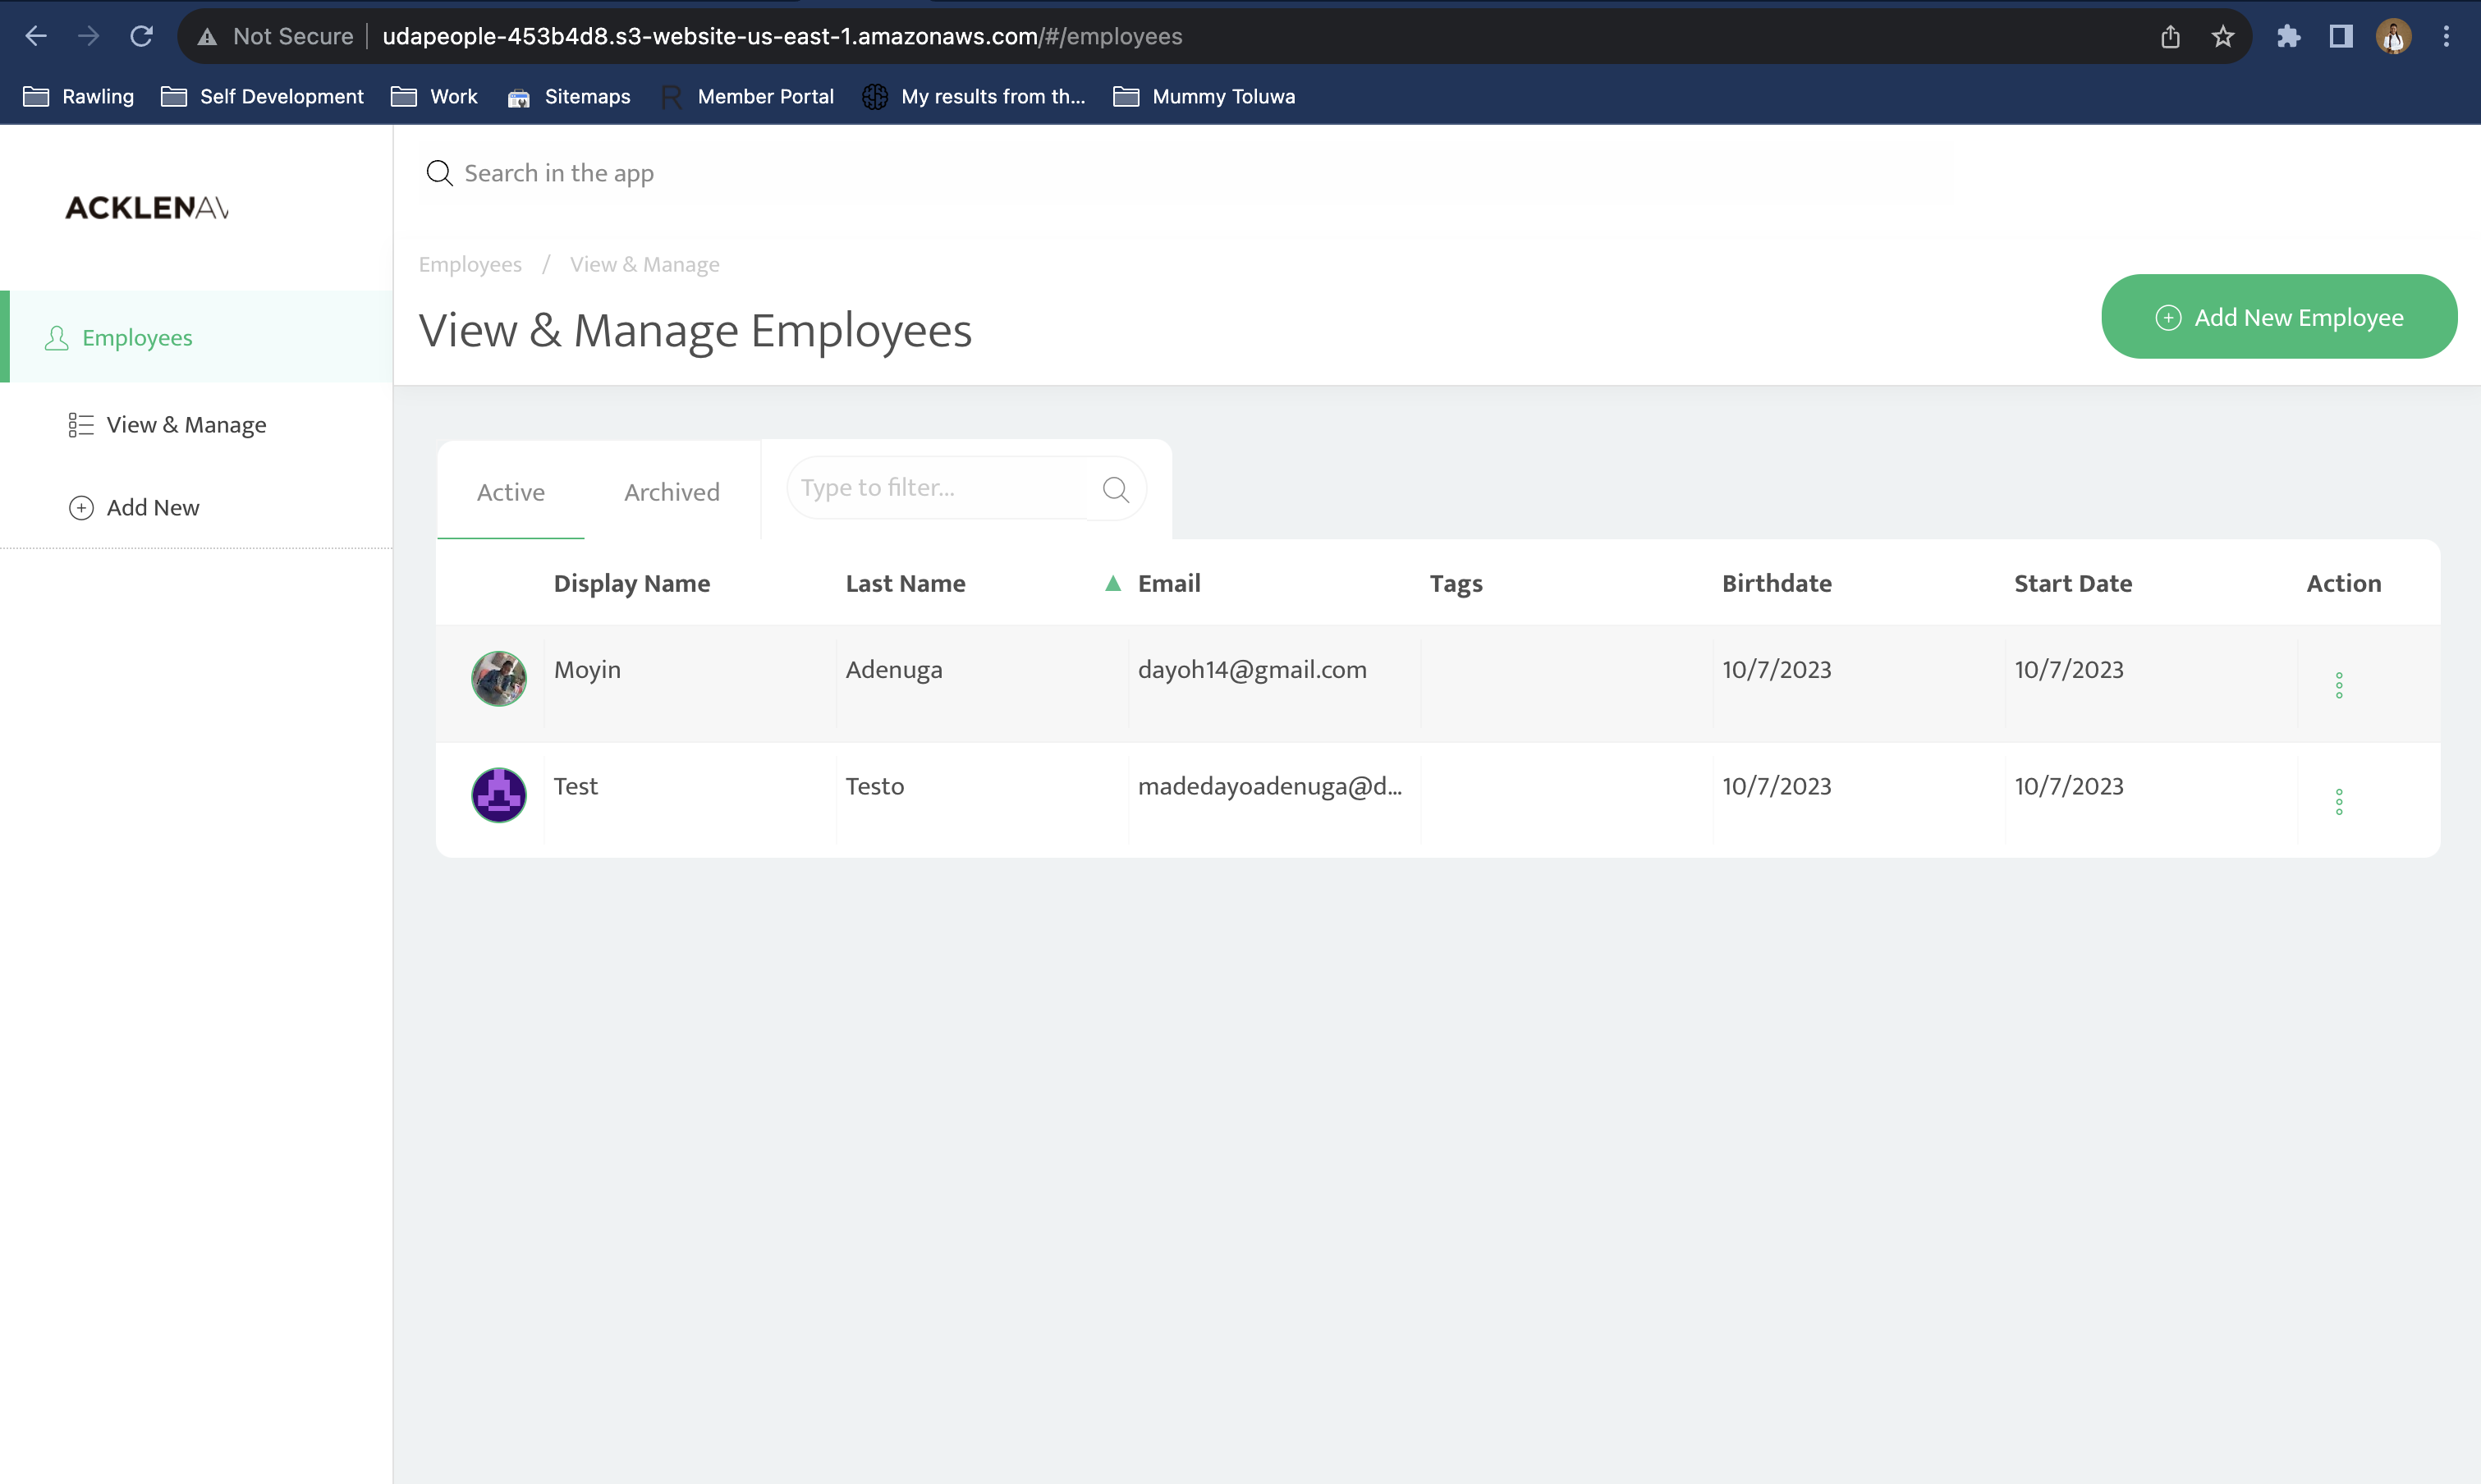 Not Secure udapeople-453b4d8.s3-website-us-east-1.amazonaws.com/#/employees
Rawling Self Development Work Sitemaps R Member Portal My results from th... Mummy Toluwa
ACKLENAV
Search in the app
Employees / View & Manage
View & Manage Employees
Add New Employee
Employees
View & Manage
Add New
Active Archived Type to filter...
Display Name Last Name Email Tags Birthdate Start Date Action
Moyin Adenuga dayoh14@gmail.com 10/7/2023 10/7/2023
Test Testo madedayoadenuga@d... 10/7/2023 10/7/2023